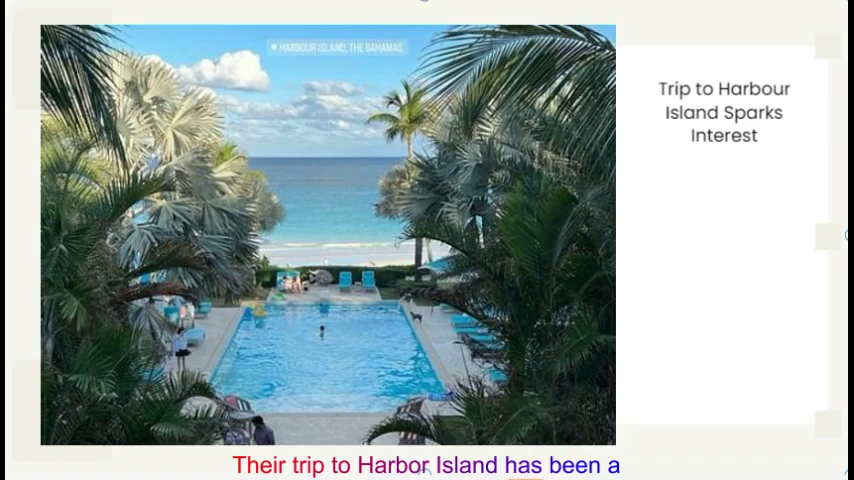 HARBOUR ISLAND, THE BAHAMAS
Trip to Harbour
Island Sparks
Interest
Their trip to Harbor Island has been a